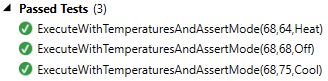 Passed Tests (3)
ExecuteWithTemperaturesAndAssertMode(68,64,Heat)
ExecuteWithTemperaturesAndAssertMode(68,68,Off)
ExecuteWithTemperaturesAndAssertMode(68,75,Cool)